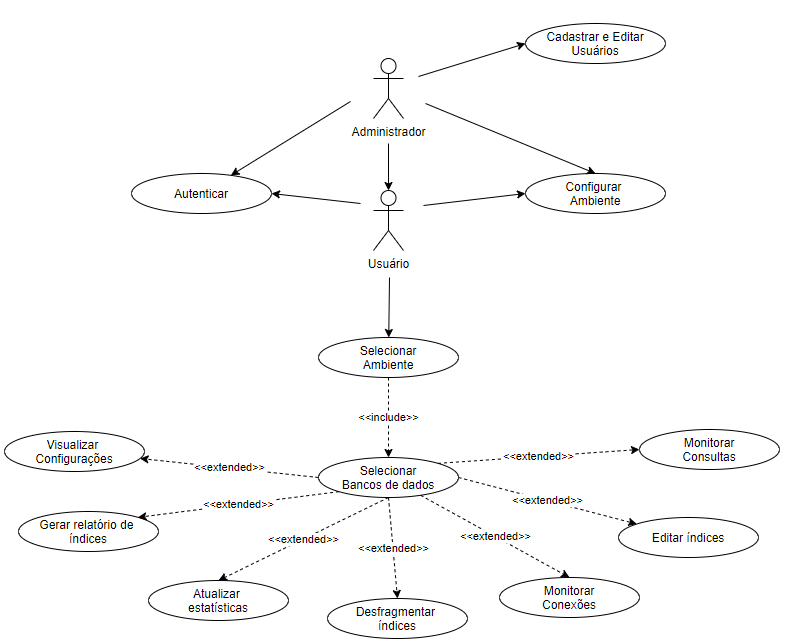 Cadastrar e Editar
Usuários
Administrador
Autenticar
Configurar
Ambiente
Usuário
Selecionar
Ambiente
<<include>>
Visualizar
Configurações
<<extended>>
Selecionar
Bancos de dados
<<extended>>
Monitorar
Consultas
Gerar relatório de
índices
<<extended>>
<<extended>>
Editar índices
<<extended>>
<<extended>>
<<extended>>
Atualizar
estatísticas
Desfragmentar
índices
Monitorar
Conexões